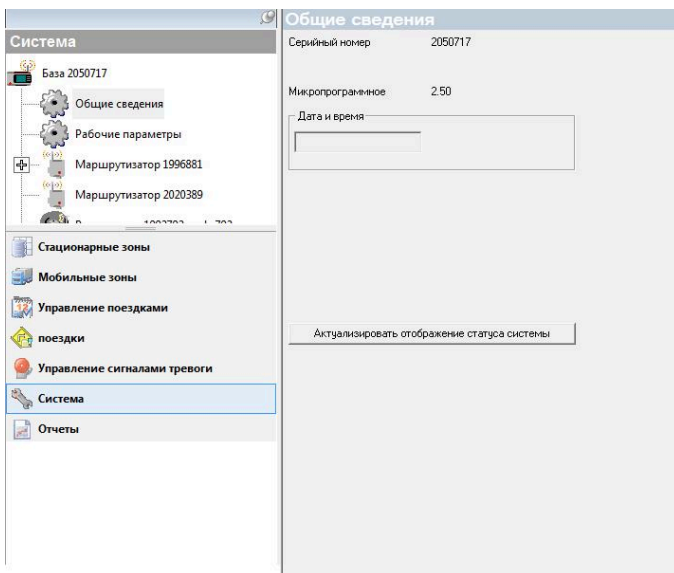 Система
База 2050717
Общие сведения
Рабочие параметры
Маршрутизатор 1996881
Маршрутизатор 2020389
Стационарные зоны
Мобильные зоны
Управление поездками
поездки
Управление сигналами тревоги
Система
Отчеты
Общие сведения
Серийный номер 2050717
Микропрограммное 2.50
Дата и время
Актуализировать отображение статуса системы